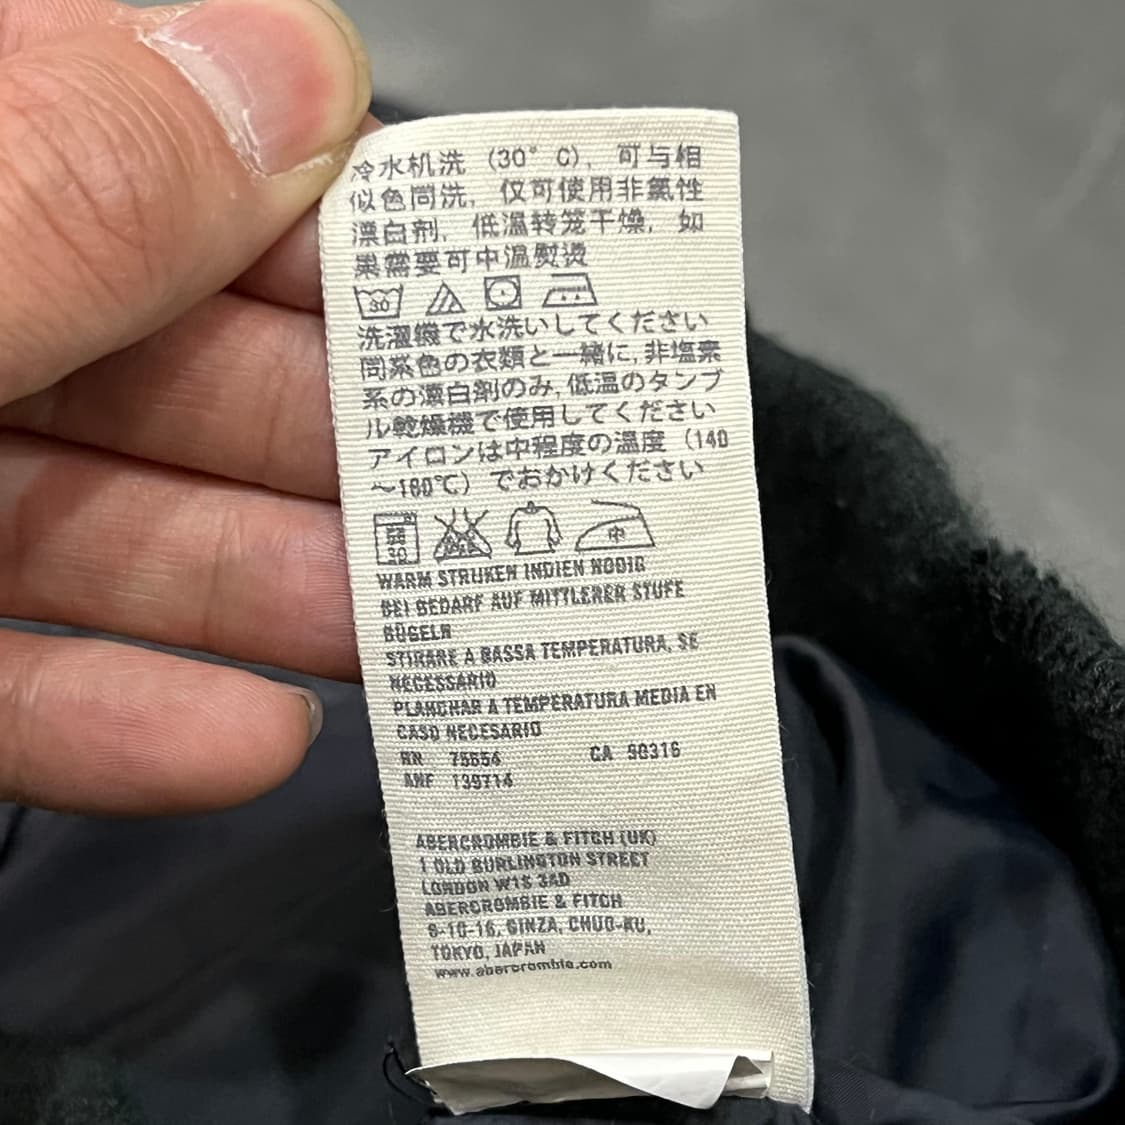 冷水机洗 (30° C), 可与相
似色同洗, 仅可使用非氯性
漂白剂, 低温转笼干燥, 如
果需要可中温熨烫
30
洗濯機で水洗いしてください
同系色の衣類と一緒に, 非塩素
系の漂白剤のみ, 低温のタンブ
ル乾燥機で使用してください
アイロンは中程度の温度 (140
～160℃) でおかけください
30 中
WARM STRIJKEN INDIEN NODIG
BEI BEDARF AUF MITTLERER STUFE
BÜGELN
STIRARE A BASSA TEMPERATURA, SE
NECESSARIO
PLANCHAR A TEMPERATURA MEDIA EN
CASO NECESARIO
RN 75654 CA 50316
ANF 139714
ABERCROMBIE & FITCH (UK)
1 OLD BURLINGTON STREET
LONDON W1S 3AD
ABERCROMBIE & FITCH
6-10-16, GINZA, CHUO-KU,
TOKYO, JAPAN
www.abercrombie.com